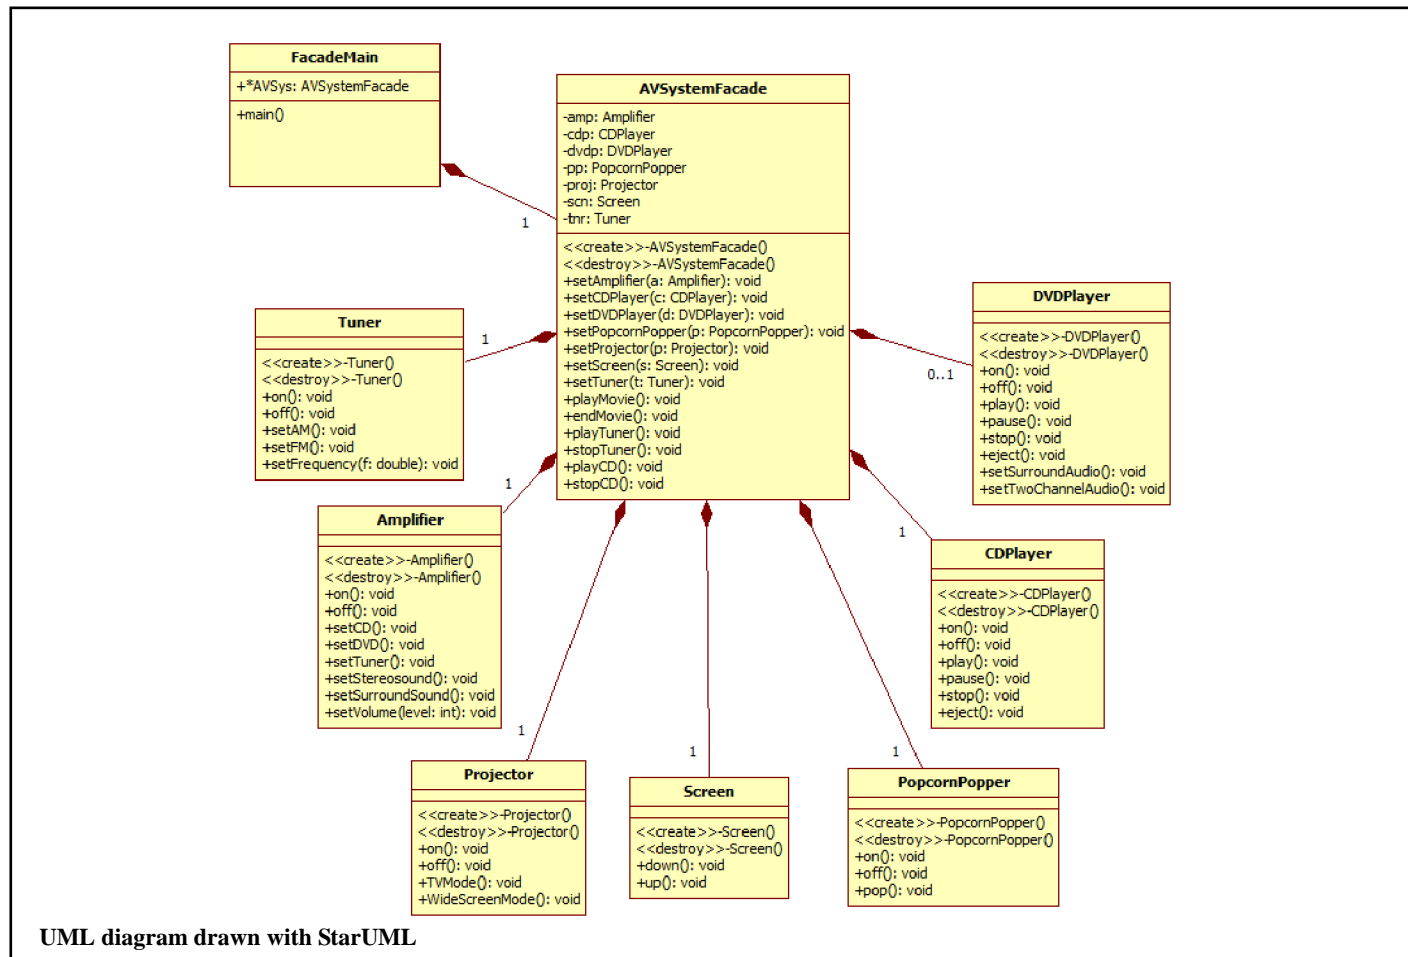 FacadeMain
+*AVSys: AVSystemFacade
+main()
1
AVSystemFacade
-amp: Amplifier
-cdp: CDPlayer
-dvdp: DVDPlayer
-pp: PopcornPopper
-proj: Projector
-scn: Screen
-tnr: Tuner
<<create>>-AVSystemFacade()
<<destroy>>-AVSystemFacade()
+setAmplifier(a: Amplifier): void
+setCDPlayer(c: CDPlayer): void
+setDVDPlayer(d: DVDPlayer): void
+setPopcornPopper(p: PopcornPopper): void
+setProjector(p: Projector): void
+setScreen(s: Screen): void
+setTuner(t: Tuner): void
+playMovie(): void
+endMovie(): void
+playTuner(): void
+stopTuner(): void
+playCD(): void
+stopCD(): void
Tuner
<<create>>-Tuner()
<<destroy>>-Tuner()
+on(): void
+off(): void
+setAM(): void
+setFM(): void
+setFrequency(f: double): void
1
DVDPlayer
<<create>>-DVDPlayer()
<<destroy>>-DVDPlayer()
+on(): void
+off(): void
+play(): void
+pause(): void
+stop(): void
+eject(): void
+setSurroundAudio(): void
+setTwoChannelAudio(): void
0..1
Amplifier
<<create>>-Amplifier()
<<destroy>>-Amplifier()
+on(): void
+off(): void
+setCD(): void
+setDVD(): void
+setTuner(): void
+setStereosound(): void
+setSurroundSound(): void
+setVolume(level: int): void
1
CDPlayer
<<create>>-CDPlayer()
<<destroy>>-CDPlayer()
+on(): void
+off(): void
+play(): void
+pause(): void
+stop(): void
+eject(): void
1
Projector
<<create>>-Projector()
<<destroy>>-Projector()
+on(): void
+off(): void
+TVMode(): void
+WideScreenMode(): void
1
Screen
<<create>>-Screen()
<<destroy>>-Screen()
+down(): void
+up(): void
1
PopcornPopper
<<create>>-PopcornPopper()
<<destroy>>-PopcornPopper()
+on(): void
+off(): void
+pop(): void
1
UML diagram drawn with StarUML